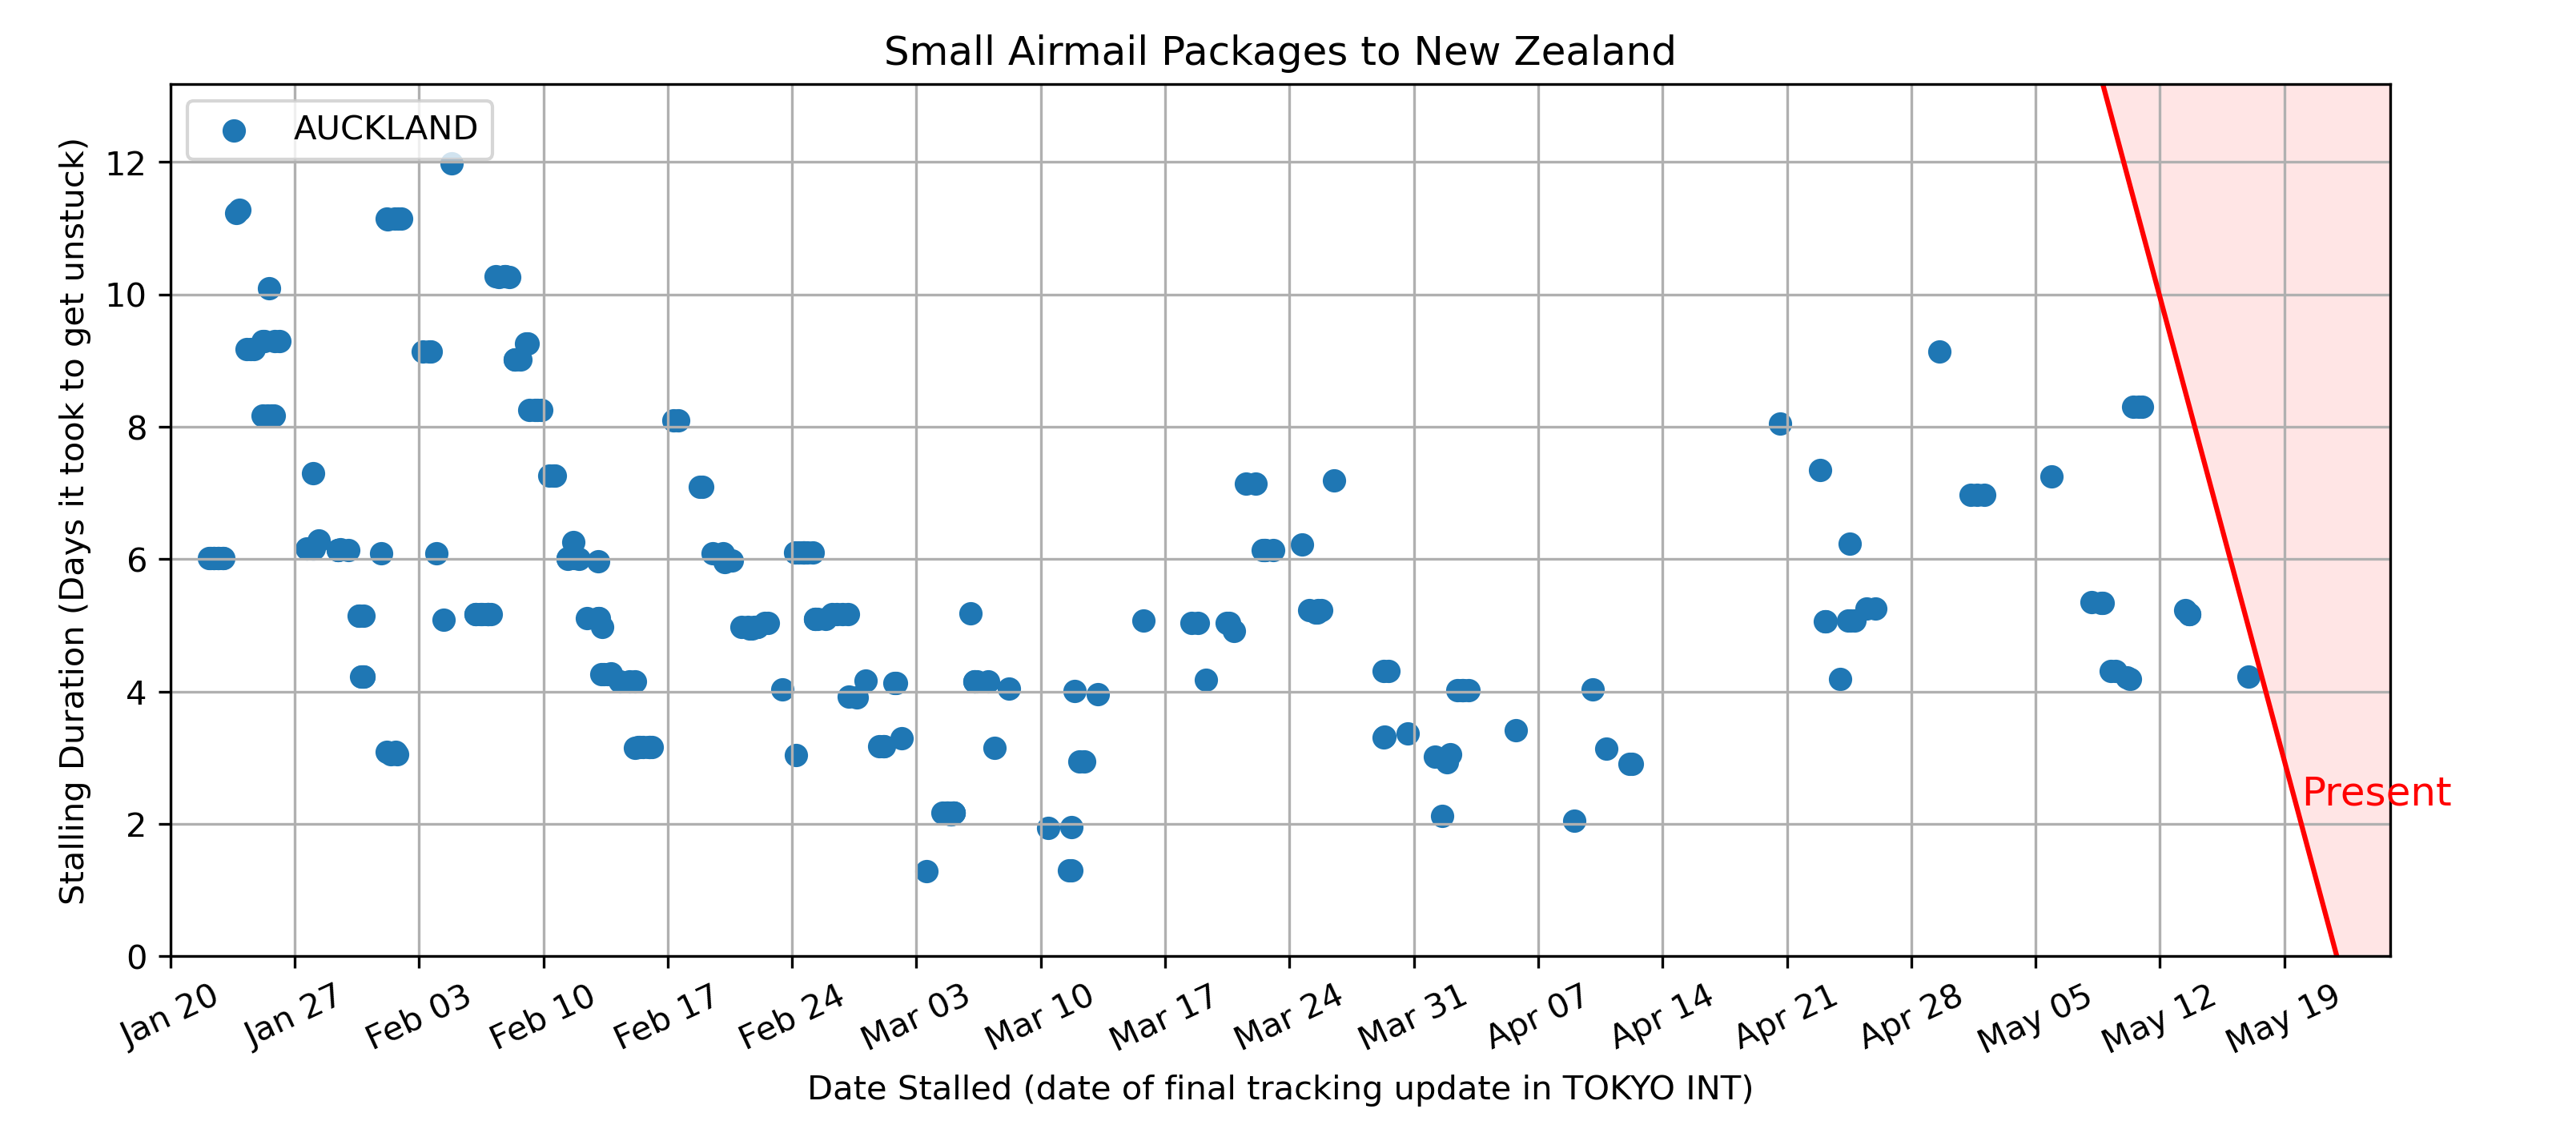 Small Airmail Packages to New Zealand
AUCKLAND
Stalling Duration (Days it took to get unstuck)
12
10
8
6
4
2
0
Present
Jan 20
Jan 27
Feb 03
Feb 10
Feb 17
Feb 24
Mar 03
Mar 10
Mar 17
Mar 24
Mar 31
Apr 07
Apr 14
Apr 21
Apr 28
May 05
May 12
May 19
Date Stalled (date of final tracking update in TOKYO INT)